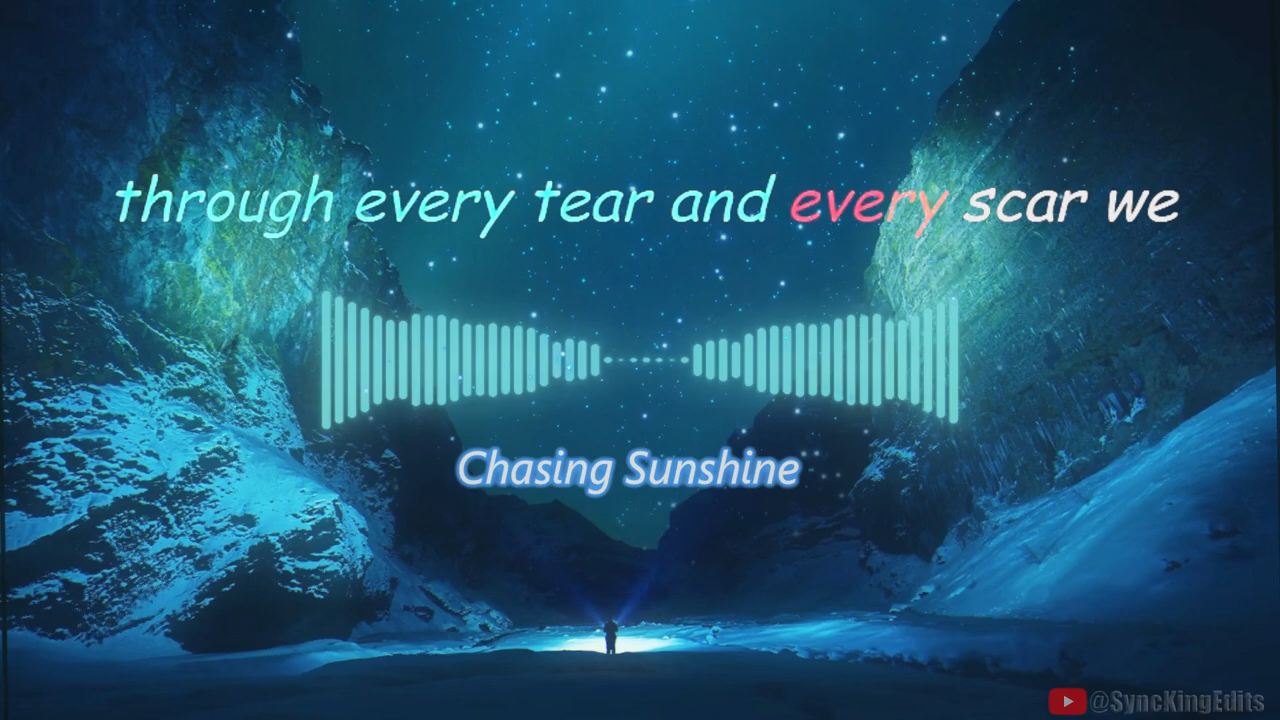 through every tear and every scar we
Chasing Sunshine
@SyncKingEdits